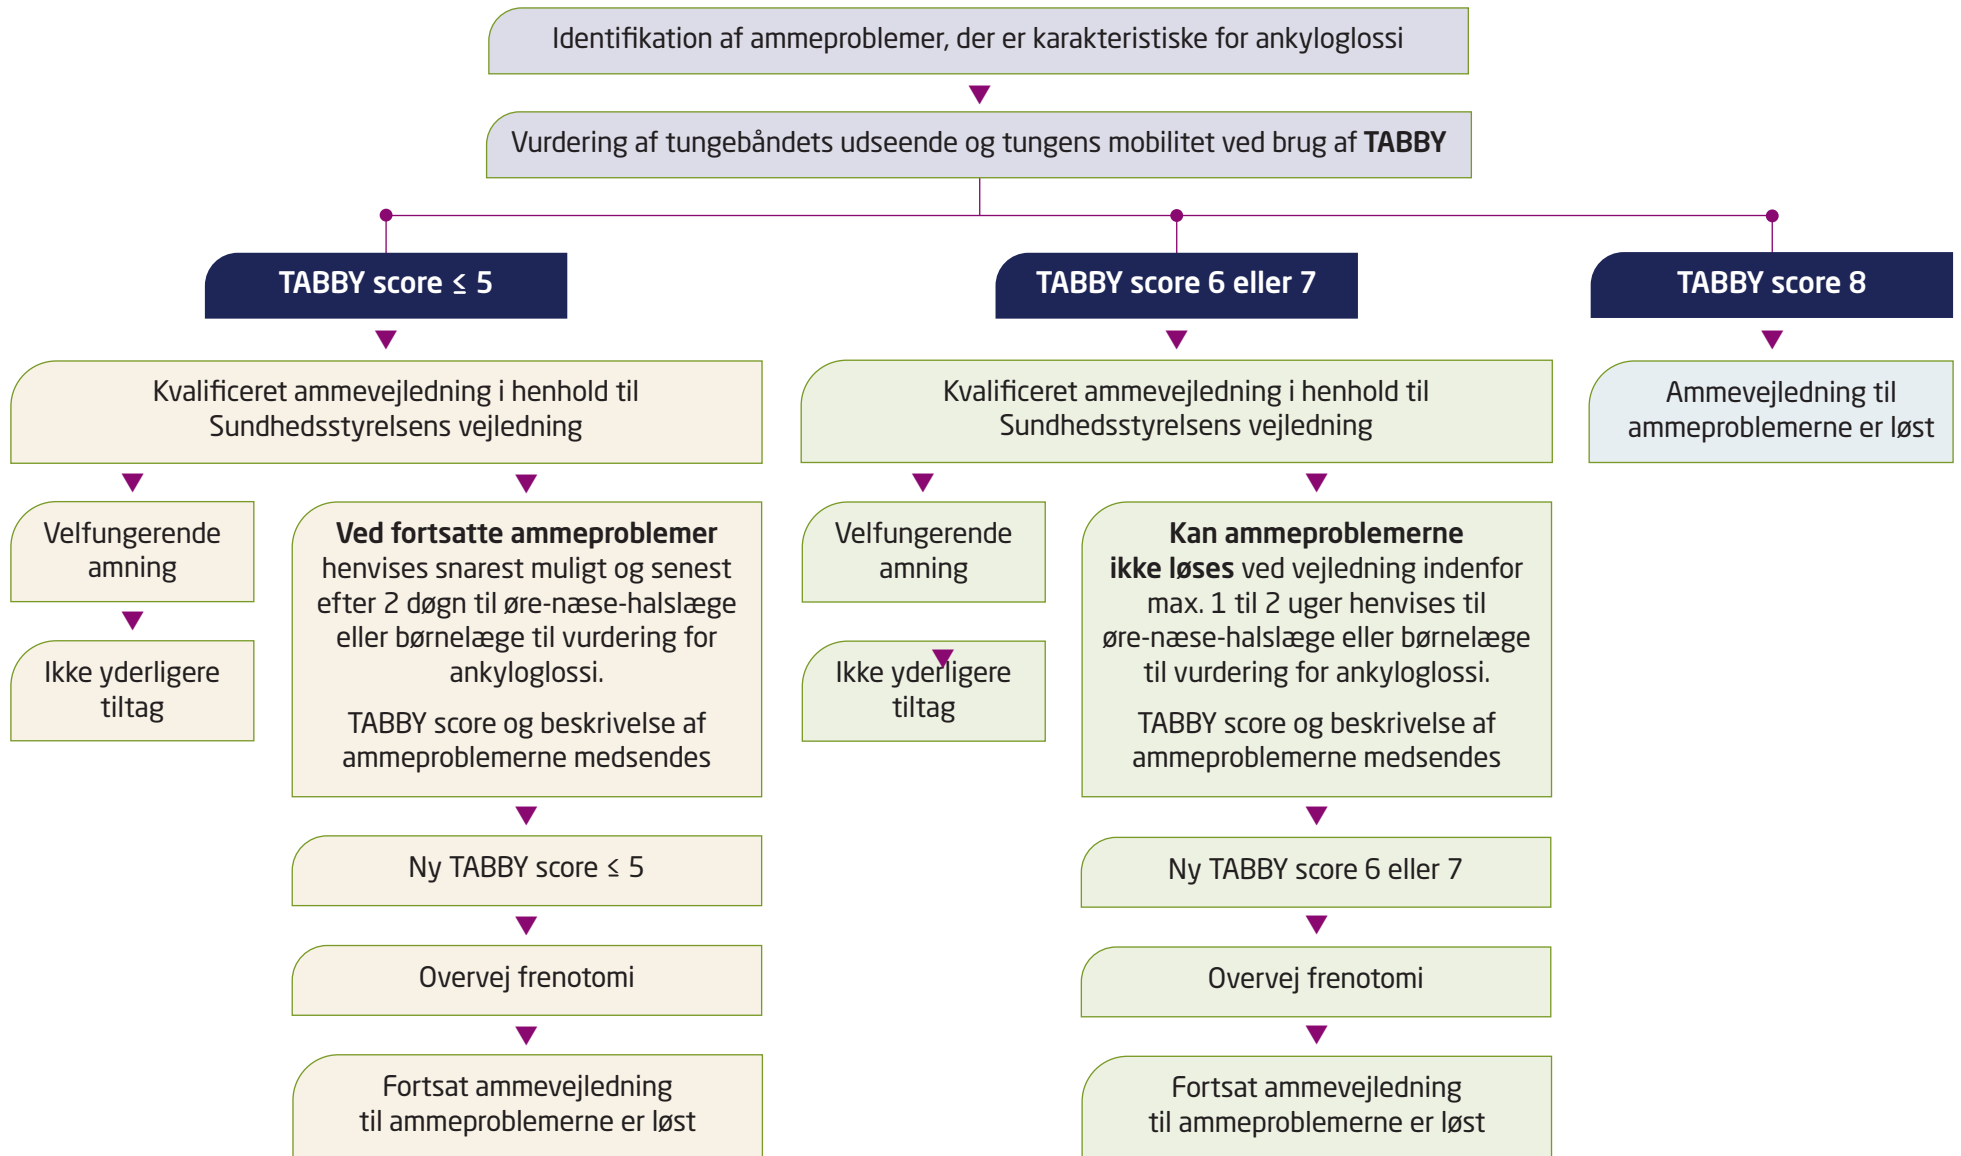 Identifikation af ammeproblemer, der er karakteristiske for ankyloglossi
Vurdering af tungebåndets udseende og tungens mobilitet ved brug af TABBY
TABBY score ≤ 5
Kvalificeret ammevejledning i henhold til
Sundhedsstyrelsens vejledning
Velfungerende
amning
Ikke yderligere
tiltag
Ved fortsatte ammeproblemer
henvises snarest muligt og senest
efter 2 døgn til øre-næse-halslæge
eller børnelæge til vurdering for
ankyloglossi.
TABBY score og beskrivelse af
ammeproblemerne medsendes
Ny TABBY score ≤ 5
Overvej frenotomi
Fortsat ammevejledning
til ammeproblemerne er løst
TABBY score 6 eller 7
Kvalificeret ammevejledning i henhold til
Sundhedsstyrelsens vejledning
Velfungerende
amning
Ikke yderligere
tiltag
Kan ammeproblemerne
ikke løses ved vejledning indenfor
max. 1 til 2 uger henvises til
øre-næse-halslæge eller børnelæge
til vurdering for ankyloglossi.
TABBY score og beskrivelse af
ammeproblemerne medsendes
Ny TABBY score 6 eller 7
Overvej frenotomi
Fortsat ammevejledning
til ammeproblemerne er løst
TABBY score 8
Ammevejledning til
ammeproblemerne er løst